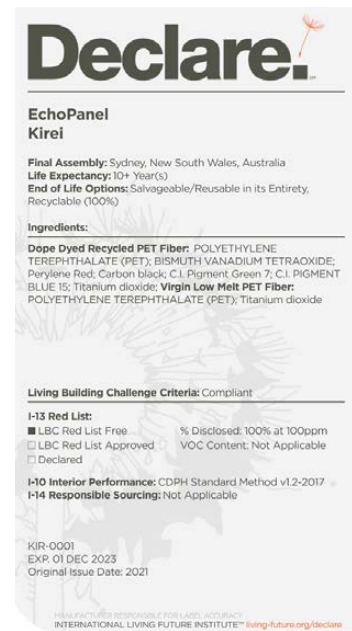 Declare.
SM
EchoPanel
Kirei
Final Assembly: Sydney, New South Wales, Australia
Life Expectancy: 10+ Year(s)
End of Life Options: Salvageable/Reusable in its Entirety,
Recyclable (100%)
Ingredients:
Dope Dyed Recycled PET Fiber: POLYETHYLENE
TEREPHTHALATE (PET); BISMUTH VANADIUM TETRAOXIDE;
Perylene Red; Carbon black; C.I. Pigment Green 7; C.I. PIGMENT
BLUE 15; Titanium dioxide; Virgin Low Melt PET Fiber:
POLYETHYLENE TEREPHTHALATE (PET); Titanium dioxide
Living Building Challenge Criteria: Compliant
I-13 Red List:
■ LBC Red List Free % Disclosed: 100% at 100ppm
□ LBC Red List Approved VOC Content: Not Applicable
□ Declared
I-10 Interior Performance: CDPH Standard Method v1.2-2017
I-14 Responsible Sourcing: Not Applicable
KIR-0001
EXP. 01 DEC 2023
Original Issue Date: 2021
MANUFACTURER RESPONSIBLE FOR LABEL ACCURACY
INTERNATIONAL LIVING FUTURE INSTITUTE™ living-future.org/declare